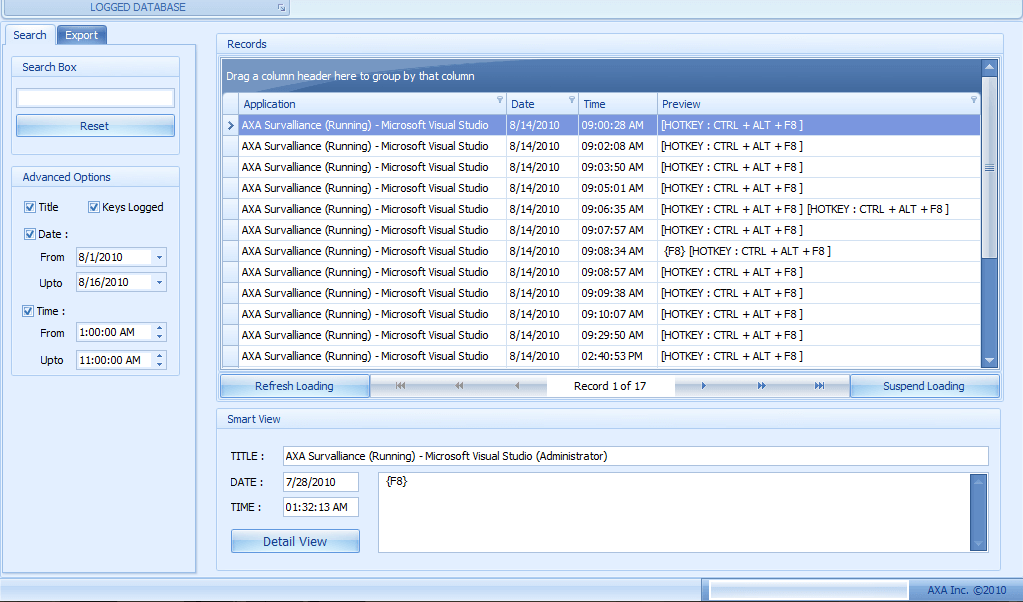 LOGGED DATABASE
Search Export
Search Box
Reset
Advanced Options
Title Keys Logged
Date :
From 8/1/2010
Upto 8/16/2010
Time :
From 1:00:00 AM
Upto 11:00:00 AM
Records
Drag a column header here to group by that column
Application Date Time Preview
AXA Survalliance (Running) - Microsoft Visual Studio 8/14/2010 09:00:28 AM [HOTKEY : CTRL + ALT + F8 ]
AXA Survalliance (Running) - Microsoft Visual Studio 8/14/2010 09:02:08 AM [HOTKEY : CTRL + ALT + F8 ]
AXA Survalliance (Running) - Microsoft Visual Studio 8/14/2010 09:03:50 AM [HOTKEY : CTRL + ALT + F8 ]
AXA Survalliance (Running) - Microsoft Visual Studio 8/14/2010 09:05:01 AM [HOTKEY : CTRL + ALT + F8 ]
AXA Survalliance (Running) - Microsoft Visual Studio 8/14/2010 09:06:35 AM [HOTKEY : CTRL + ALT + F8 ] [HOTKEY : CTRL + ALT + F8 ]
AXA Survalliance (Running) - Microsoft Visual Studio 8/14/2010 09:07:57 AM [HOTKEY : CTRL + ALT + F8 ]
AXA Survalliance (Running) - Microsoft Visual Studio 8/14/2010 09:08:34 AM {F8} [HOTKEY : CTRL + ALT + F8 ]
AXA Survalliance (Running) - Microsoft Visual Studio 8/14/2010 09:08:57 AM [HOTKEY : CTRL + ALT + F8 ]
AXA Survalliance (Running) - Microsoft Visual Studio 8/14/2010 09:09:38 AM [HOTKEY : CTRL + ALT + F8 ]
AXA Survalliance (Running) - Microsoft Visual Studio 8/14/2010 09:10:07 AM [HOTKEY : CTRL + ALT + F8 ]
AXA Survalliance (Running) - Microsoft Visual Studio 8/14/2010 09:29:50 AM [HOTKEY : CTRL + ALT + F8 ]
AXA Survalliance (Running) - Microsoft Visual Studio 8/14/2010 02:40:53 PM [HOTKEY : CTRL + ALT + F8 ]
Refresh Loading Record 1 of 17 Suspend Loading
Smart View
TITLE : AXA Survalliance (Running) - Microsoft Visual Studio (Administrator)
DATE : 7/28/2010 {F8}
TIME : 01:32:13 AM
Detail View
AXA Inc. ©2010